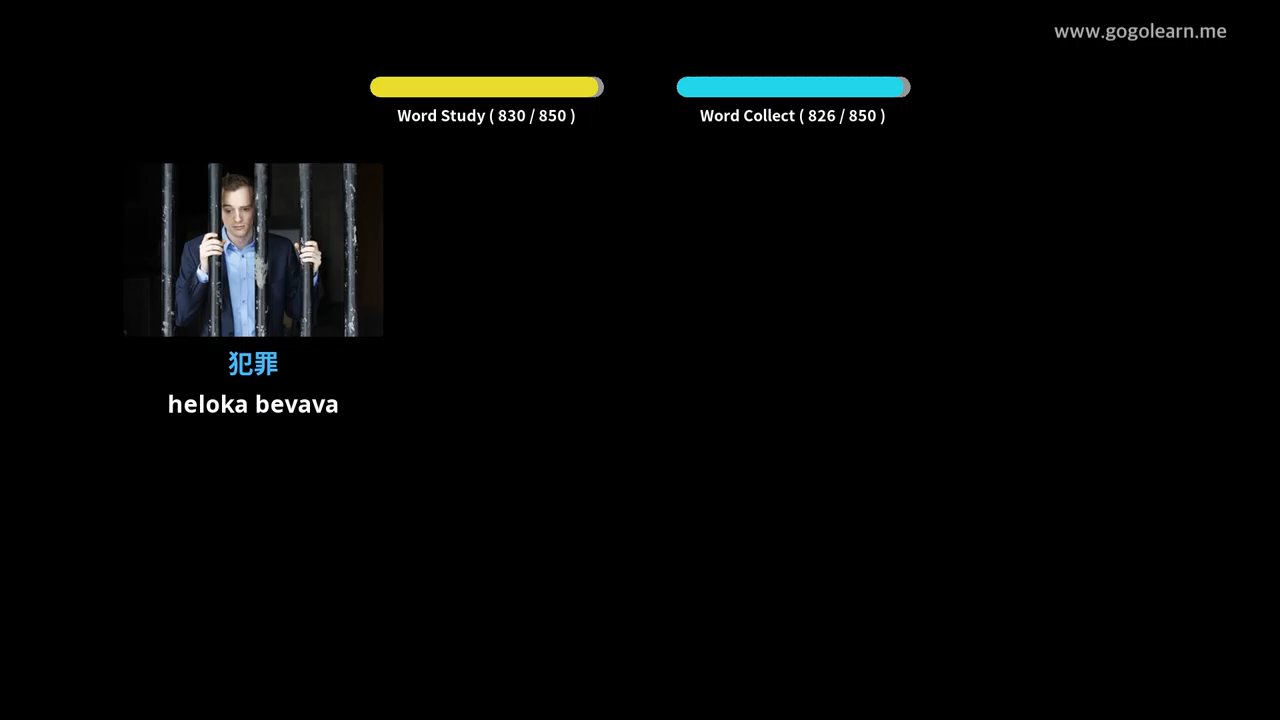 www.gogolearn.me
Word Study ( 830 / 850 )
Word Collect ( 826 / 850 )
犯罪
heloka bevava